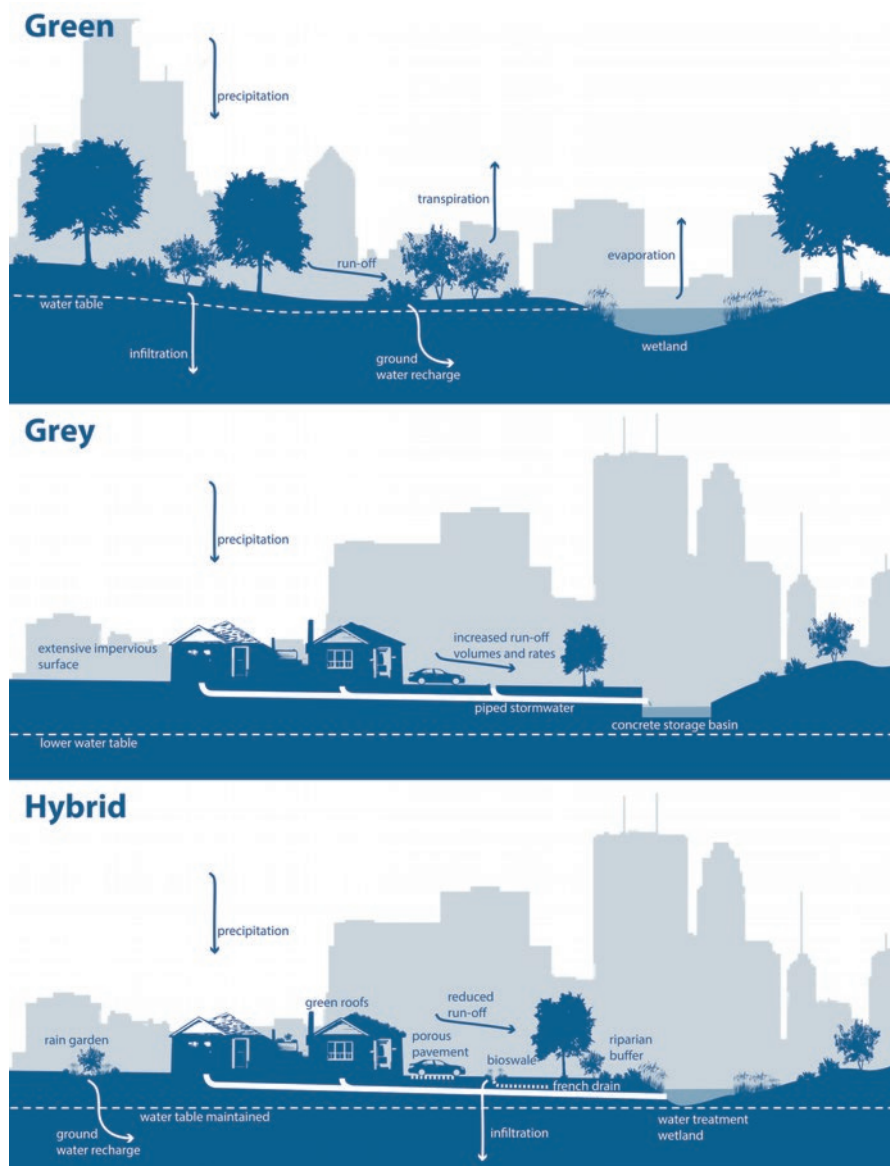 Green
precipitation
transpiration
evaporation
run-off
water table
infiltration
ground
water recharge
wetland
Grey
precipitation
extensive impervious
surface
increased run-off
volumes and rates
piped stormwater
concrete storage basin
lower water table
Hybrid
precipitation
green roofs
reduced
run-off
rain garden
porous
pavement
bioswale
riparian
buffer
french drain
water table maintained
ground
water recharge
infiltration
water treatment
wetland